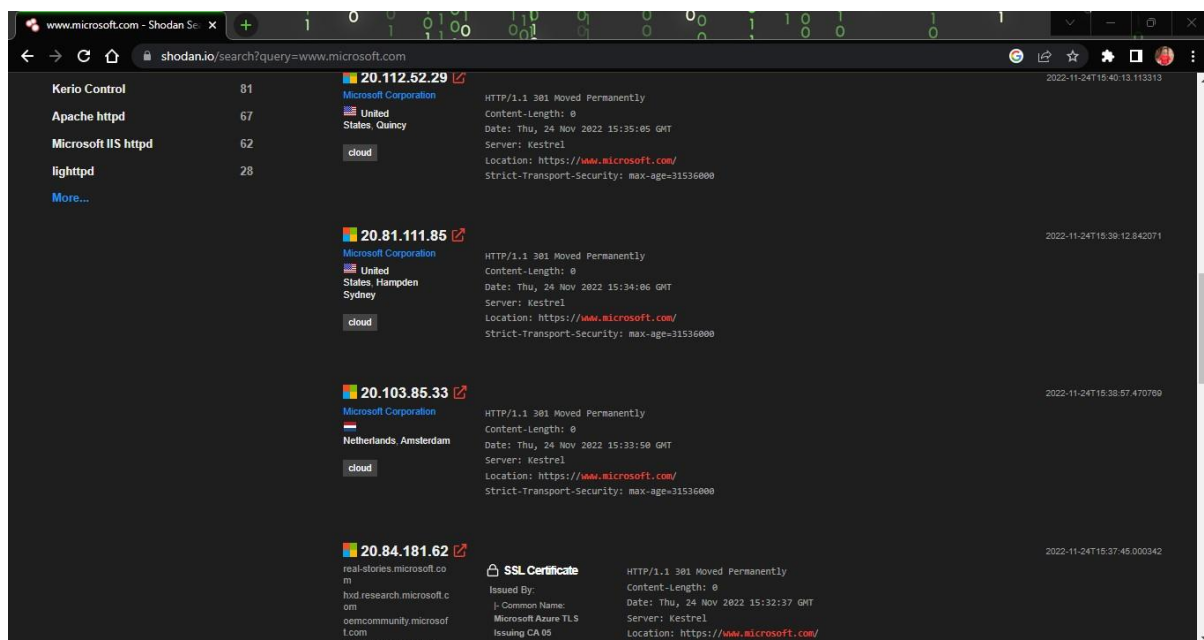 www.microsoft.com - Shodan Se
shodan.io/search?query=www.microsoft.com
Kerio Control 81
Apache httpd 67
Microsoft IIS httpd 62
lighttpd 28
More...
20.112.52.29
2022-11-24T15:40:13.113313
Microsoft Corporation
United
States, Quincy
cloud
HTTP/1.1 301 Moved Permanently
Content-Length: 0
Date: Thu, 24 Nov 2022 15:35:05 GMT
Server: Kestrel
Location: https://www.microsoft.com/
Strict-Transport-Security: max-age=31536000
20.81.111.85
2022-11-24T15:39:12.842071
Microsoft Corporation
United
States, Hampden
Sydney
cloud
HTTP/1.1 301 Moved Permanently
Content-Length: 0
Date: Thu, 24 Nov 2022 15:34:06 GMT
Server: Kestrel
Location: https://www.microsoft.com/
Strict-Transport-Security: max-age=31536000
20.103.85.33
2022-11-24T15:38:57.470769
Microsoft Corporation
Netherlands, Amsterdam
cloud
HTTP/1.1 301 Moved Permanently
Content-Length: 0
Date: Thu, 24 Nov 2022 15:33:50 GMT
Server: Kestrel
Location: https://www.microsoft.com/
Strict-Transport-Security: max-age=31536000
20.84.181.62
2022-11-24T15:37:45.000342
real-stories.microsoft.co
m
hxd.research.microsoft.c
om
oemcommunity.microsof
t.com
SSL Certificate
Issued By:
|- Common Name:
Microsoft Azure TLS
Issuing CA 05
HTTP/1.1 301 Moved Permanently
Content-Length: 0
Date: Thu, 24 Nov 2022 15:32:37 GMT
Server: Kestrel
Location: https://www.microsoft.com/